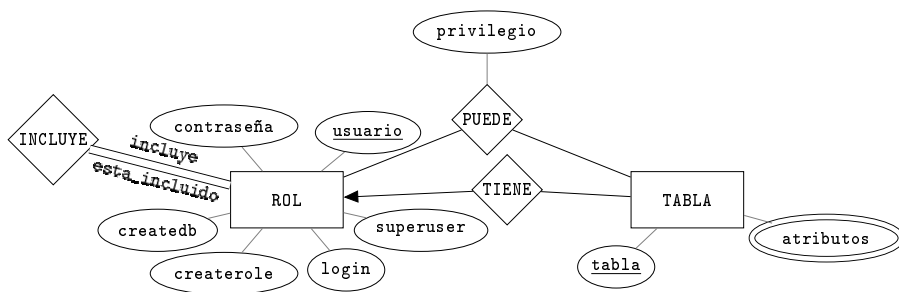 privilegio
PUEDE
contraseña
usuario
INCLUYE
incluye
esta_incluido
ROL
TIENE
TABLA
createdb
superuser
atributos
createrole
login
tabla